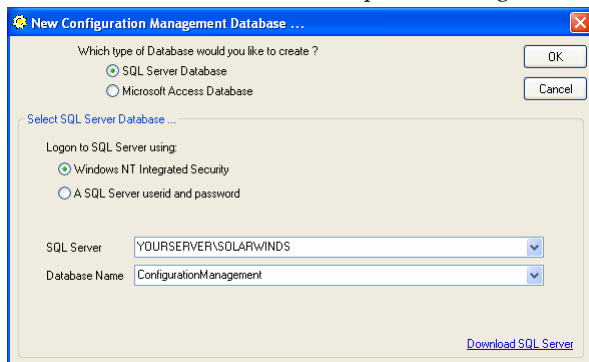 New Configuration Management Database ...
Which type of Database would you like to create ?
OK
SQL Server Database
Microsoft Access Database
Cancel
Select SQL Server Database ...
Logon to SQL Server using:
Windows NT Integrated Security
A SQL Server userid and password
SQL Server YOURSERVER\SOLARWINDS
Database Name ConfigurationManagement
Download SQL Server